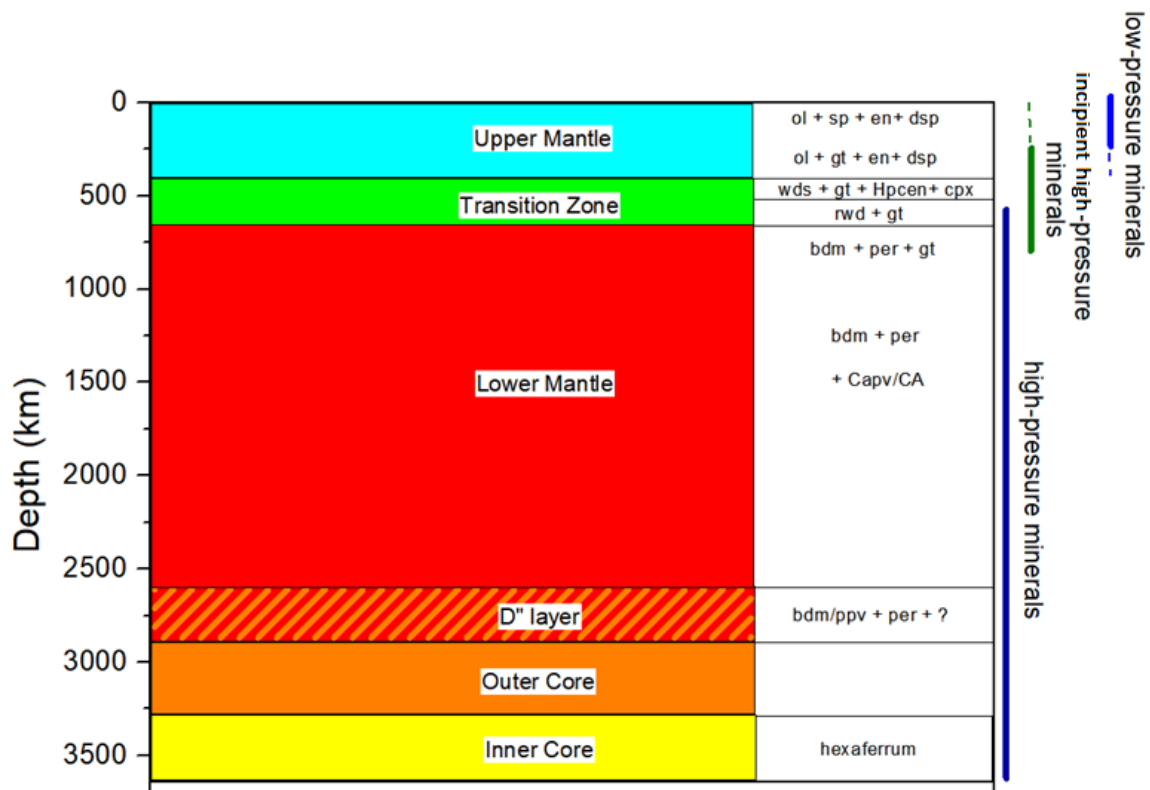 0
500
1000
1500
2000
2500
3000
3500
Depth (km)
Upper Mantle
Transition Zone
Lower Mantle
D" layer
Outer Core
Inner Core
ol + sp + en+ dsp
ol + gt + en+ dsp
wds + gt + Hpcen+ cpx
rwd + gt
bdm + per + gt
bdm + per
+ Capv/CA
bdm/ppv + per + ?
hexaferrum
low-pressure minerals
incipient high-pressure
minerals
high-pressure minerals